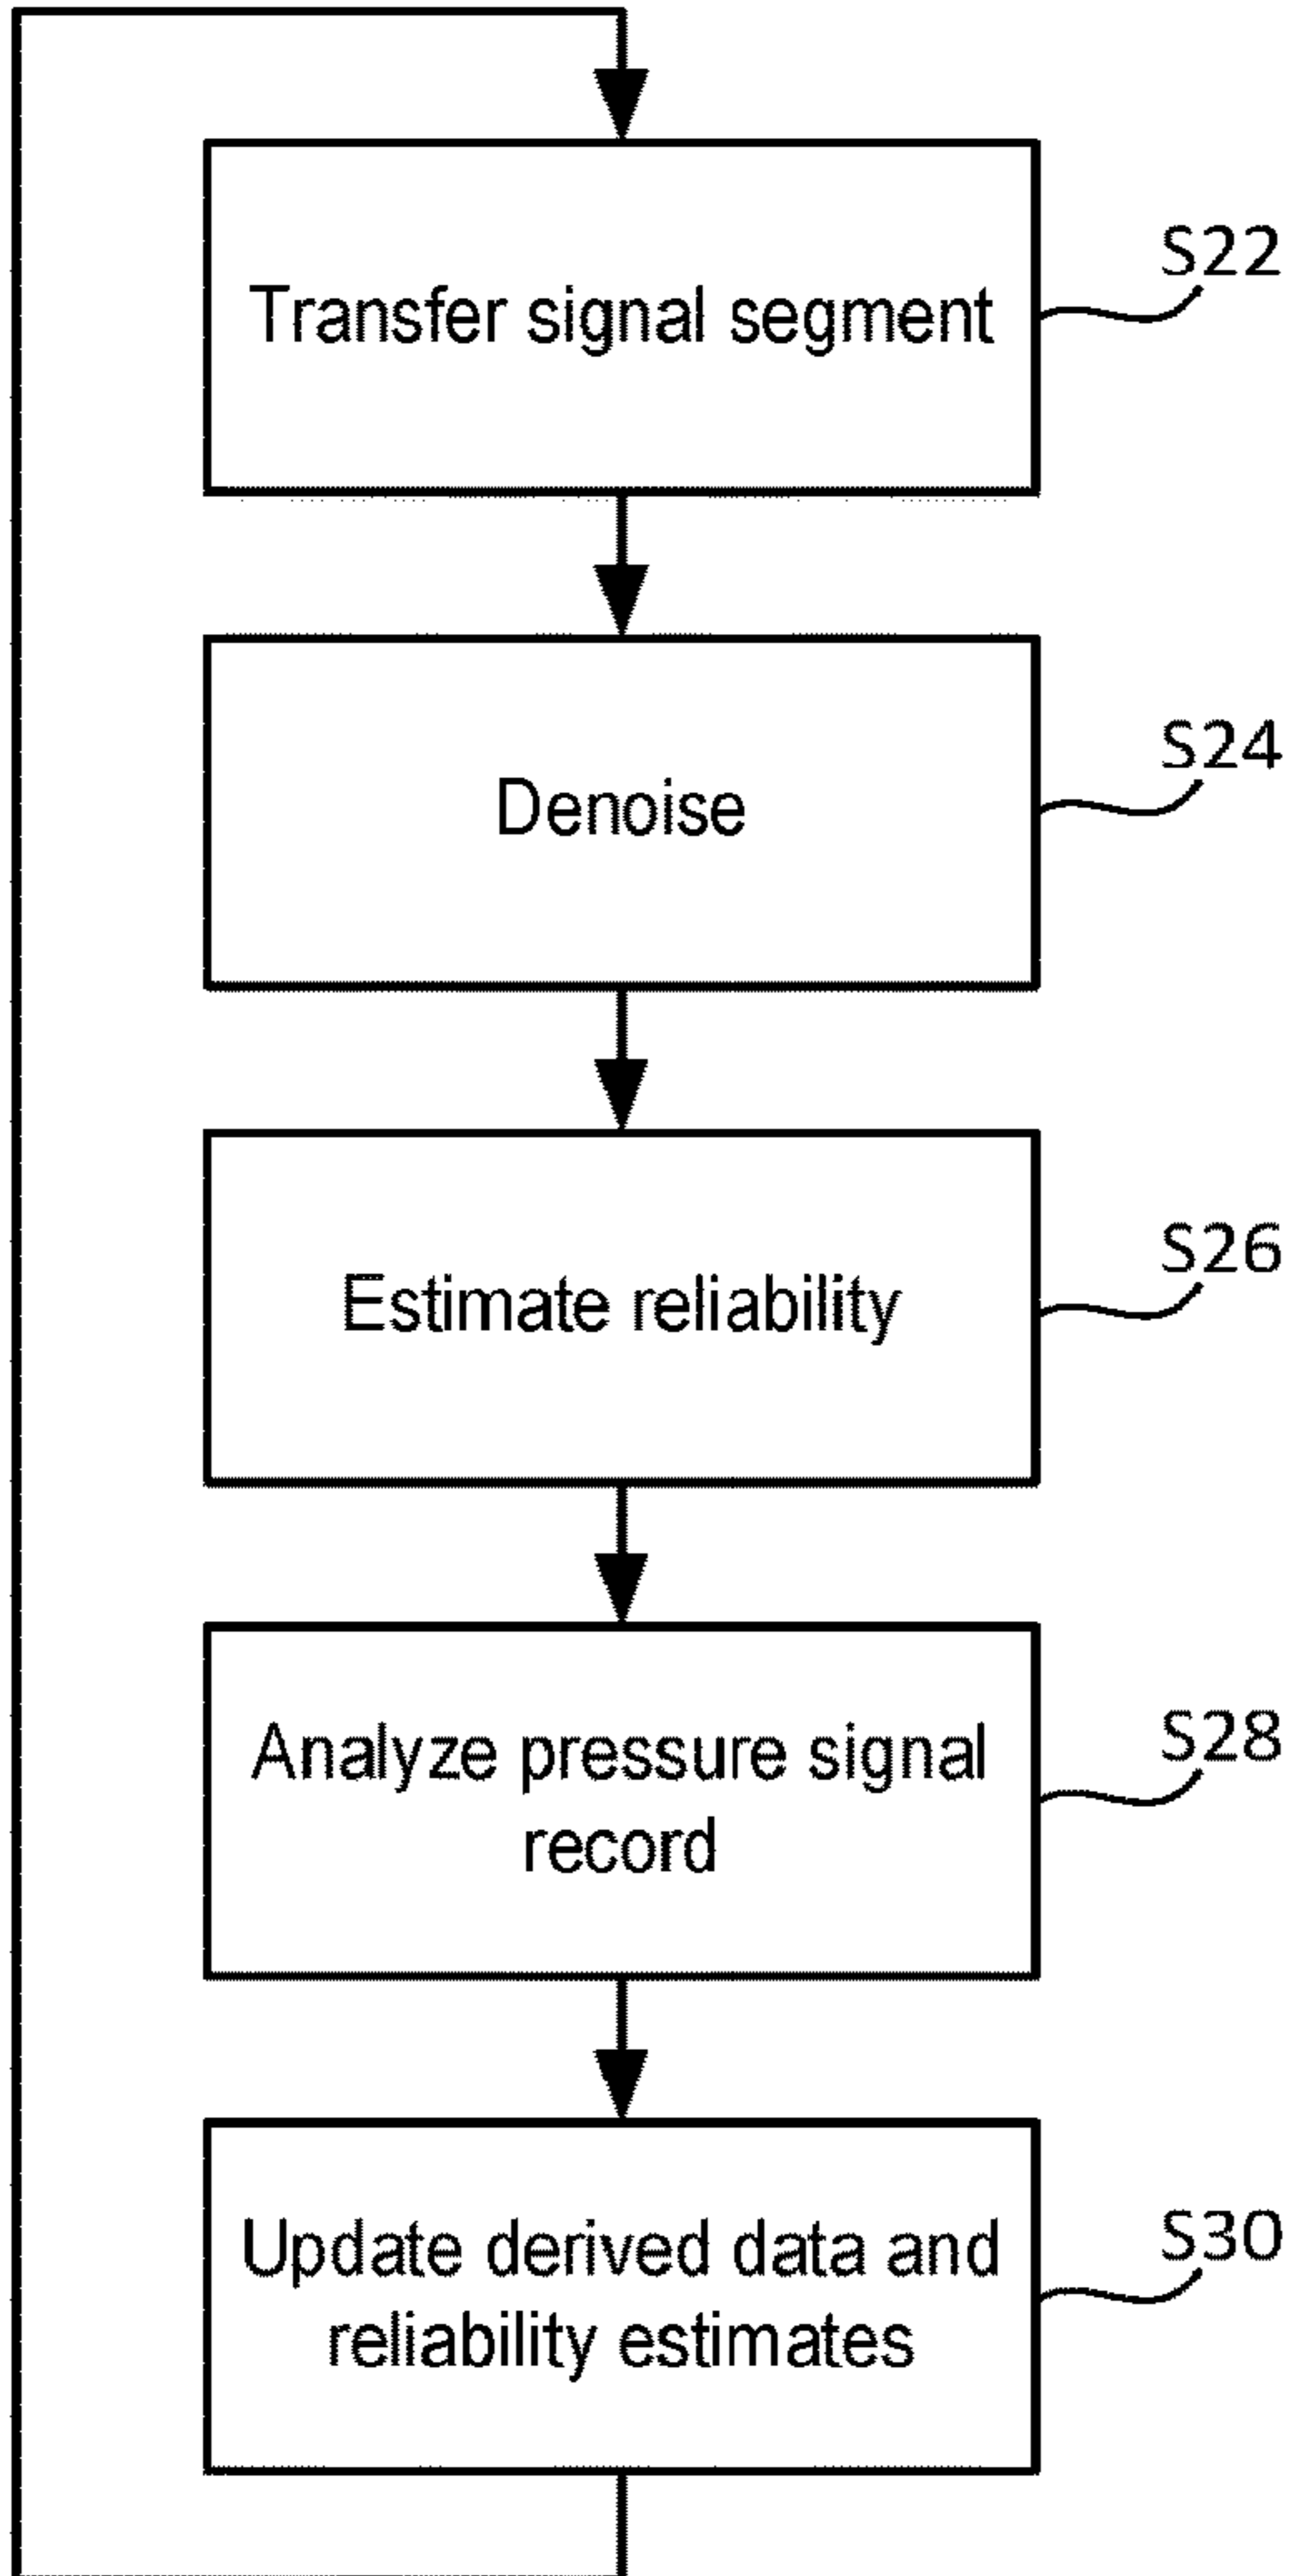 S22
Transfer signal segment
S24
Denoise
S26
Estimate reliability
S28
Analyze pressure signal
record
S30
Update derived data and
reliability estimates